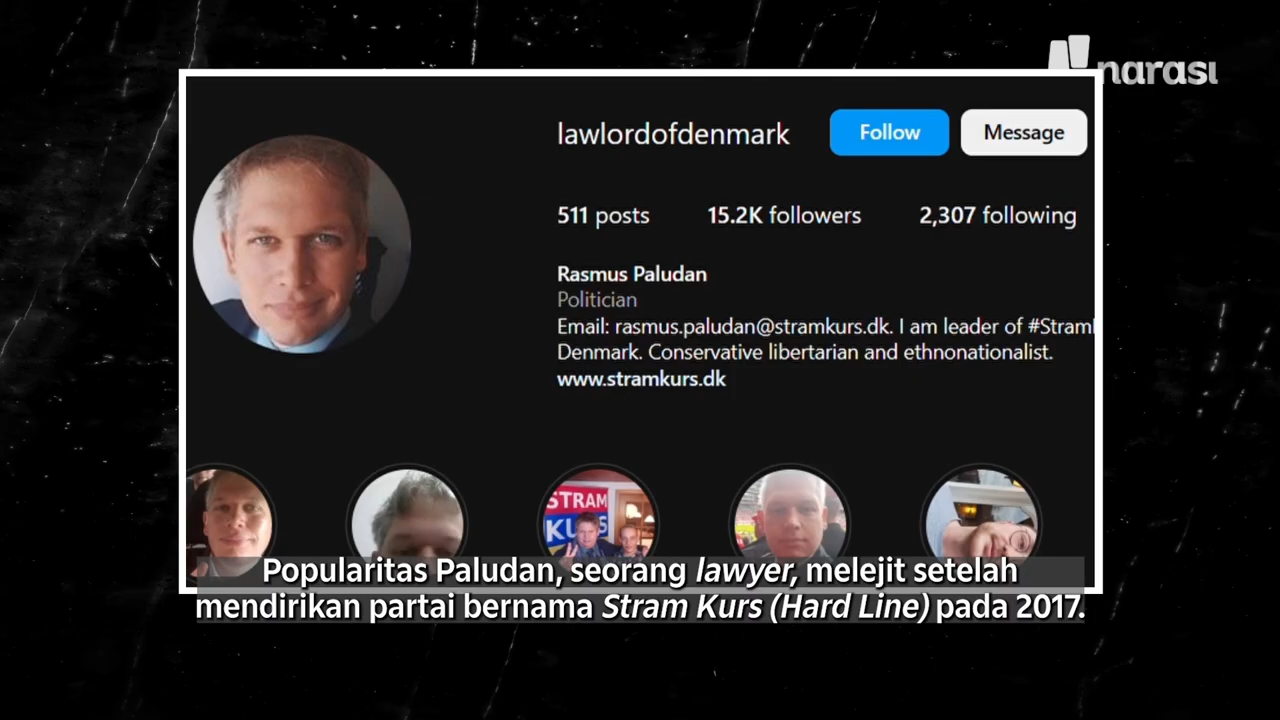 narasi
lawlordofdenmark
Follow
Message
511 posts
15.2K followers
2,307 following
Rasmus Paludan
Politician
Email: rasmus.paludan@stramkurs.dk. I am leader of #Stram
Denmark. Conservative libertarian and ethnonationalist.
www.stramkurs.dk
STRAM
KURS
Popularitas Paludan, seorang lawyer, melejit setelah
mendirikan partai bernama Stram Kurs (Hard Line) pada 2017.